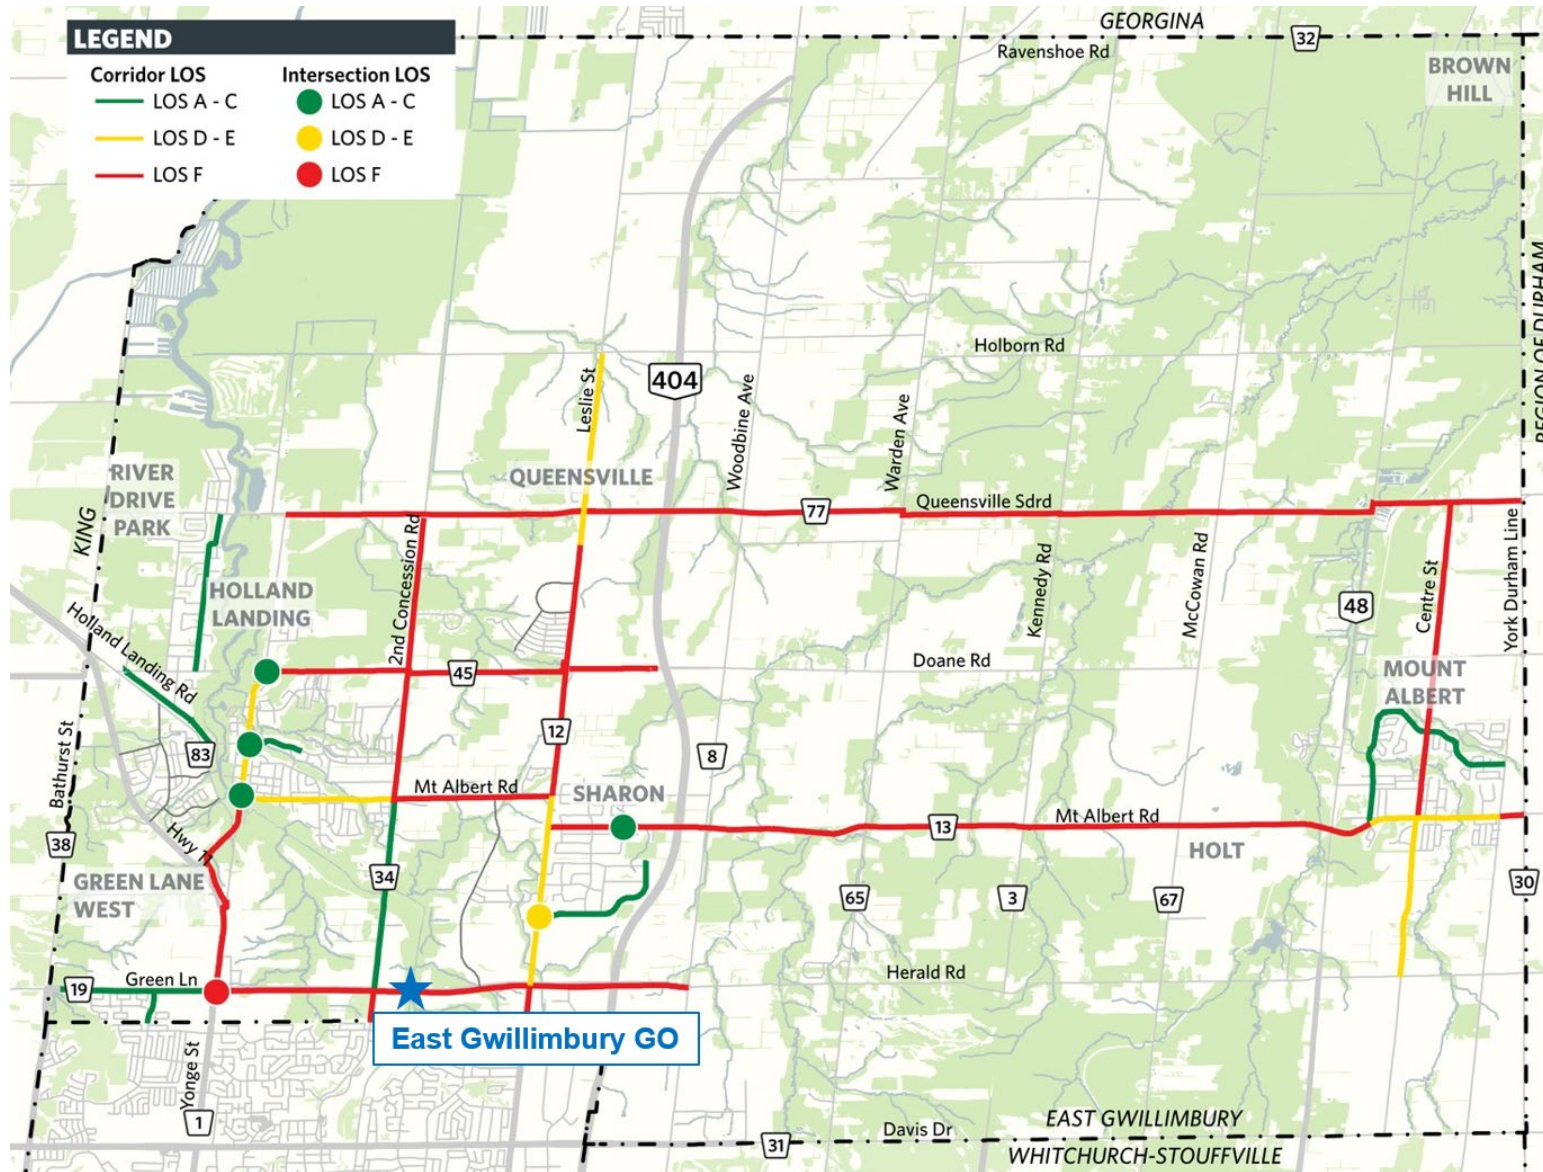 GEORGINA
LEGEND
32
Ravenshoe Rd
Corridor LOS
Intersection LOS
LOS A - C
LOS A - C
LOS D - E
LOS D - E
LOS F
LOS F
BROWN
HILL
REGION OF DURHAM
Holborn Rd
Leslie St
404
Woodbine Ave
Warden Ave
RIVER
DRIVE
PARK
QUEENSVILLE
KING
77
Queensville Sdrd
2nd Concession Rd
York Durham Line
Kennedy Rd
McCowan Rd
Centre St
HOLLAND
LANDING
48
Holland Landing Rd
45
Doane Rd
MOUNT
ALBERT
12
8
83
Bathurst St
Mt Albert Rd
SHARON
38
Hwy 11
13
Mt Albert Rd
HOLT
34
GREEN LANE
WEST
65
3
67
30
Green Ln
19
Herald Rd
East Gwillimbury GO
Yonge St
1
Davis Dr
31
EAST GWILLIMBURY
WHITCHURCH-STOUFFVILLE